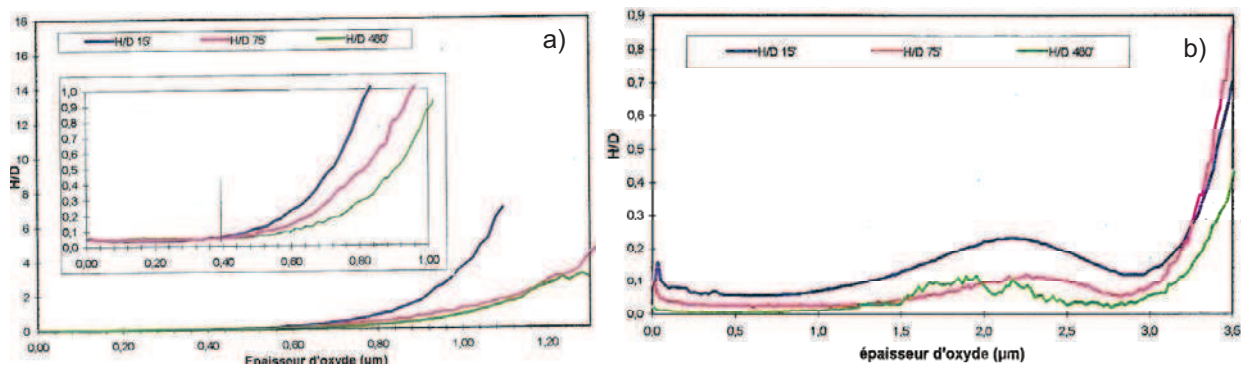 a)
H/D 15' H/D 75' H/D 480'
18
16
14
12
10
8
6
4
2
0
H/D
1,0
0,9
0,8
0,7
0,6
0,5
0,4
0,3
0,2
0,1
0,0
0,00 0,20 0,40 0,60 0,80 1,00
0,00 0,20 0,40 0,60 0,80 1,00 1,20
Epaisseur d'oxyde (µm)
b)
H/D 15' H/D 75' H/D 480'
0,9
0,8
0,7
0,6
0,5
0,4
0,3
0,2
0,1
0,0
H/D
0,0 0,5 1,0 1,5 2,0 2,5 3,0 3,5
épaisseur d'oxyde (µm)